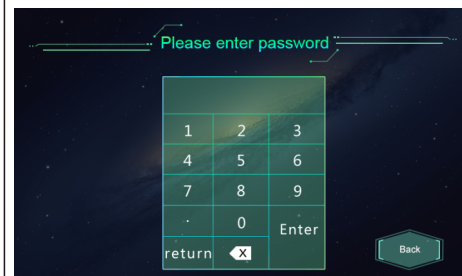 Please enter password
1 2 3
4 5 6
7 8 9
. 0 Enter
return X
Back